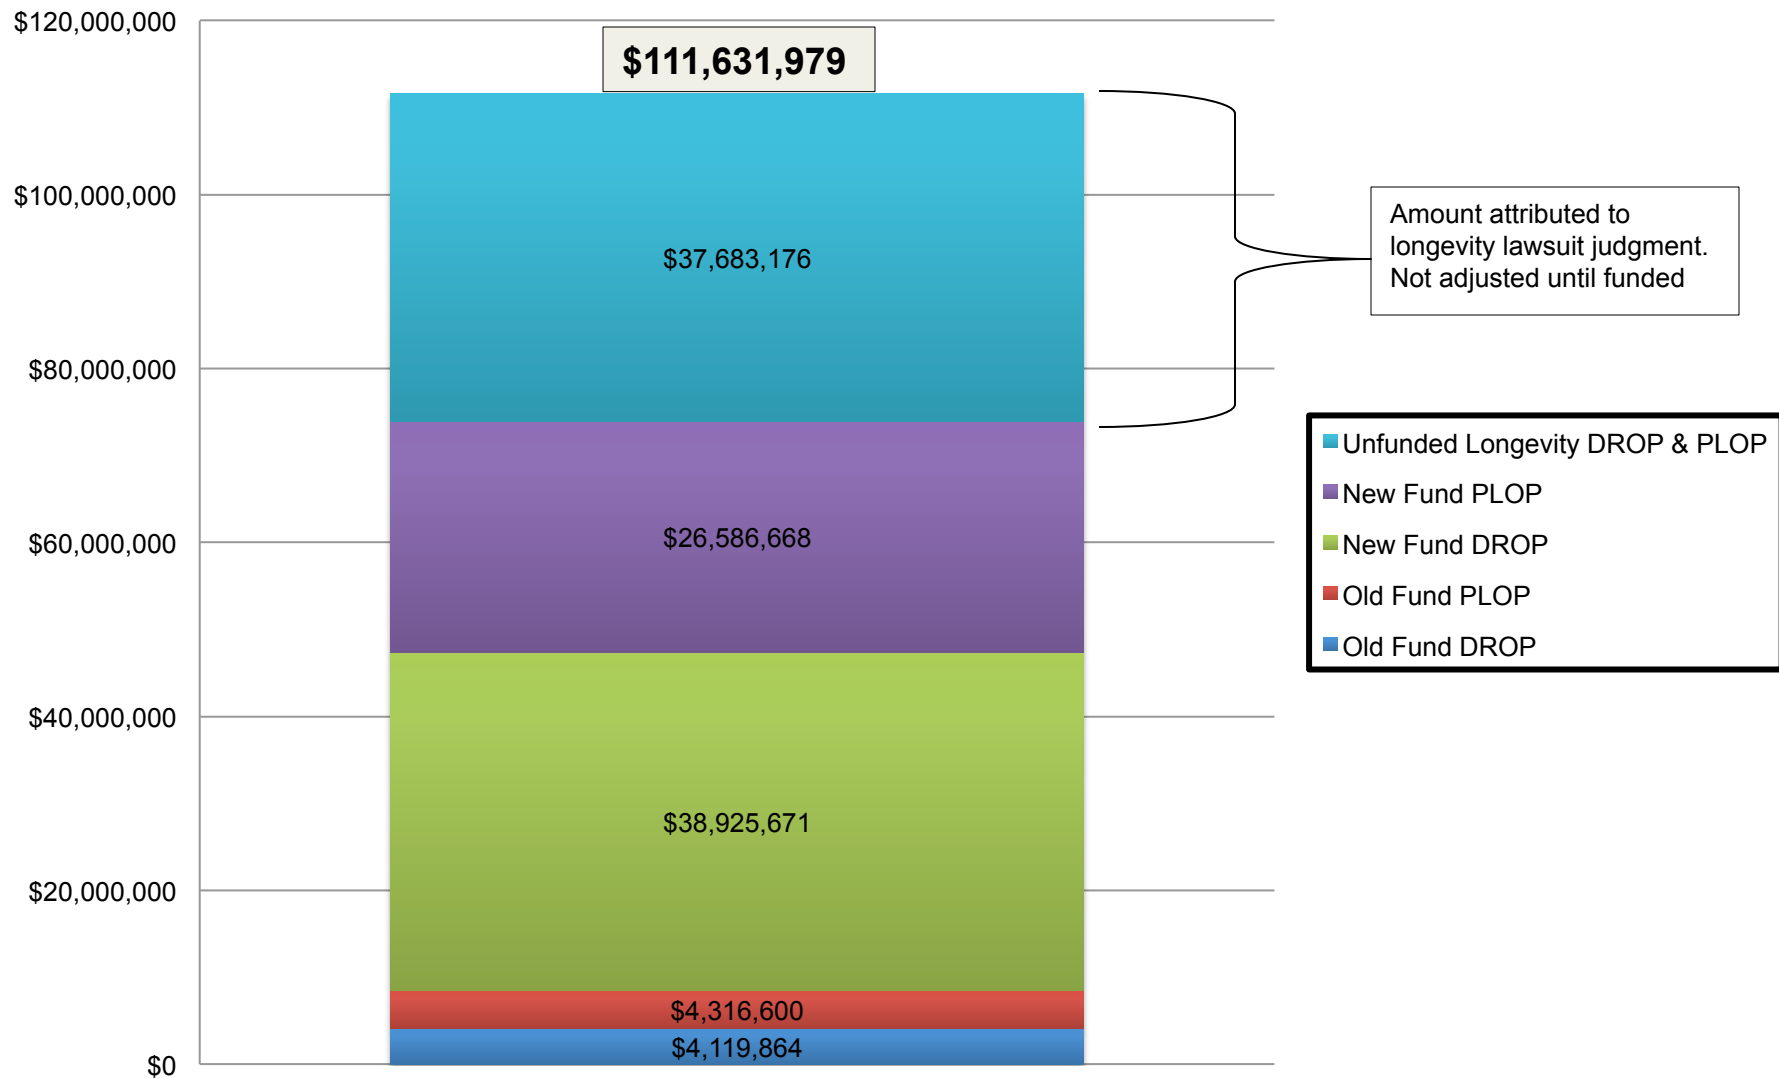 $120,000,000
$111,631,979
$100,000,000
Amount attributed to
longevity lawsuit judgment.
Not adjusted until funded
$37,683,176
$80,000,000
Unfunded Longevity DROP & PLOP
New Fund PLOP
New Fund DROP
Old Fund PLOP
Old Fund DROP
$60,000,000
$26,586,668
$40,000,000
$38,925,671
$20,000,000
$4,316,600
$4,119,864
$0